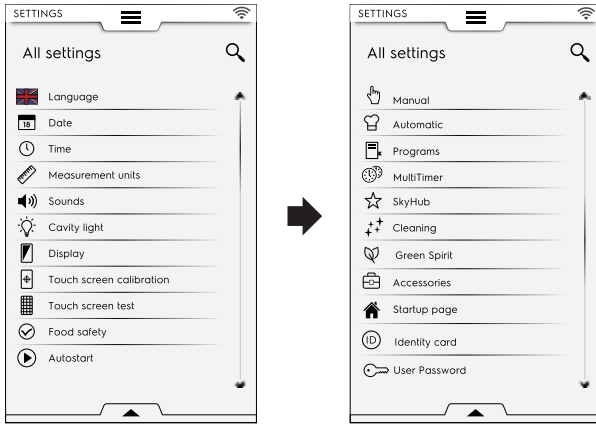 SETTINGS
All settings
Language
18 Date
Time
Measurement units
Sounds
Cavity light
Display
Touch screen calibration
Touch screen test
Food safety
Autostart
SETTINGS
All settings
Manual
Automatic
Programs
MultiTimer
SkyHub
Cleaning
Green Spirit
Accessories
Startup page
ID Identity card
User Password